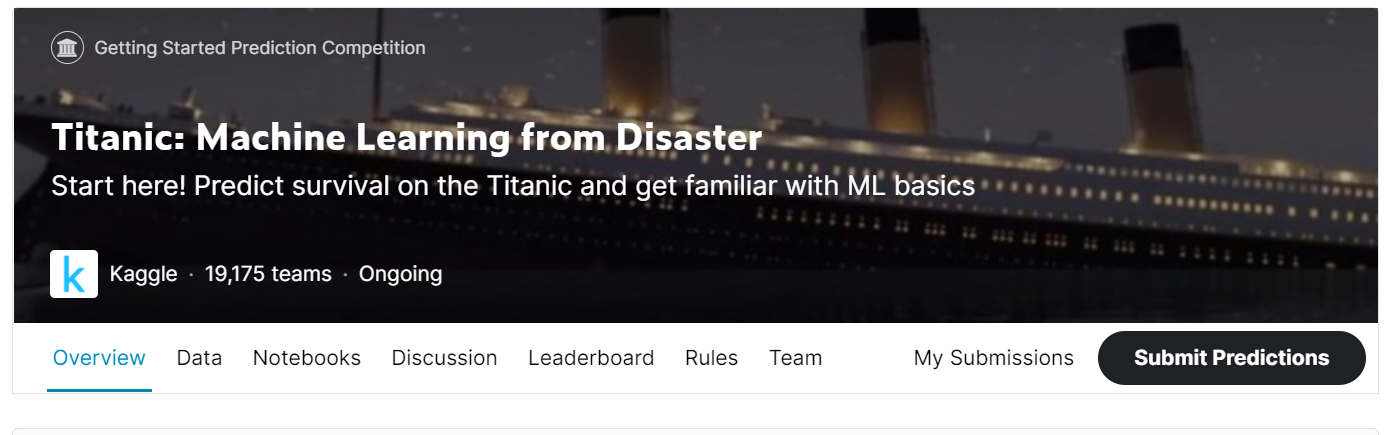 Getting Started Prediction Competition
Titanic: Machine Learning from Disaster
Start here! Predict survival on the Titanic and get familiar with ML basics
k Kaggle · 19,175 teams · Ongoing
Overview Data Notebooks Discussion Leaderboard Rules Team My Submissions Submit Predictions